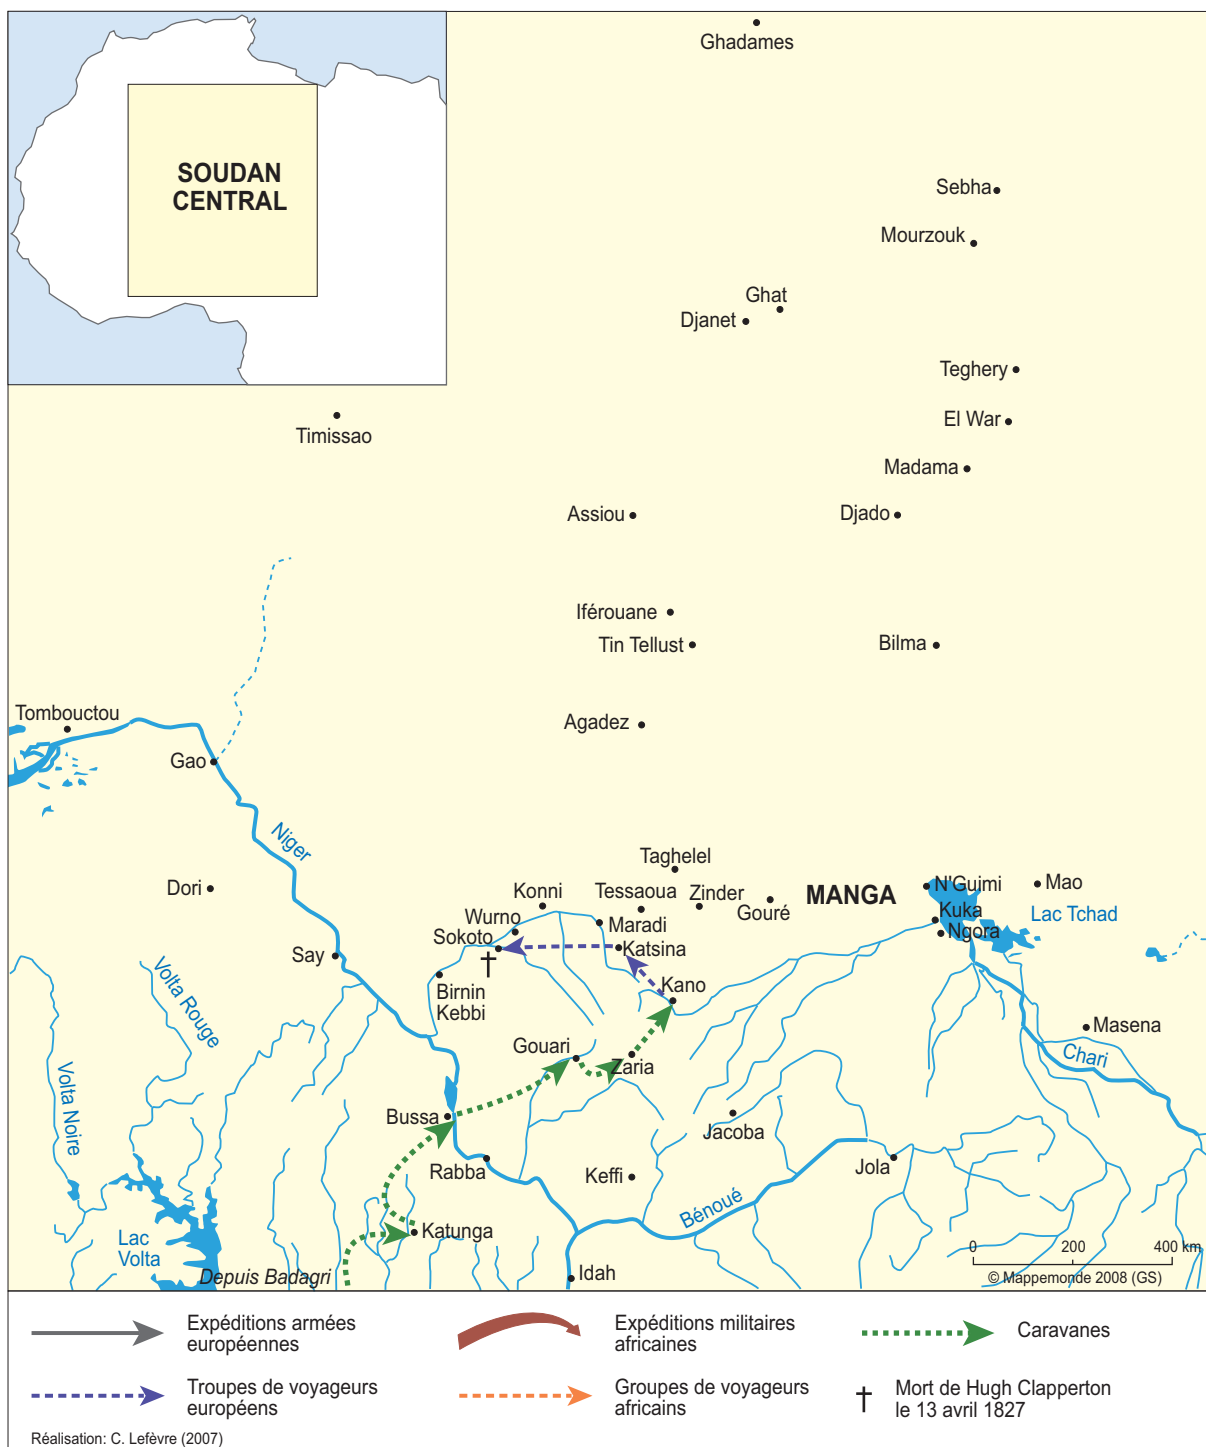 SOUDAN
CENTRAL
Ghadames
Sebha
Mourzouk
Ghat
Djanet
Teghery
El War
Timissao
Madama
Assiou
Djado
Iférouane
Tin Tellust
Bilma
Tombouctou
Agadez
Gao
Niger
Taghelel
Dori
Konni
Tessaoua
Zinder
Gouré
MANGA
N'Guimi
Mao
Wurno
Maradi
Kuka
Lac Tchad
Sokoto
Katsina
Ngora
Say
Volta Rouge
Birnin
Kebbi
Kano
Masena
Gouari
Zaria
Chari
Volta Noire
Bussa
Jacoba
Rabba
Keffi
Jola
Bénoué
Katunga
Lac
Volta
Depuis Badagri
Idah
0 200 400 km
© Mappemonde 2008 (GS)
Expéditions armées
européennes
Expéditions militaires
africaines
Caravanes
Troupes de voyageurs
européens
Groupes de voyageurs
africains
Mort de Hugh Clapperton
le 13 avril 1827
Réalisation: C. Lefèvre (2007)